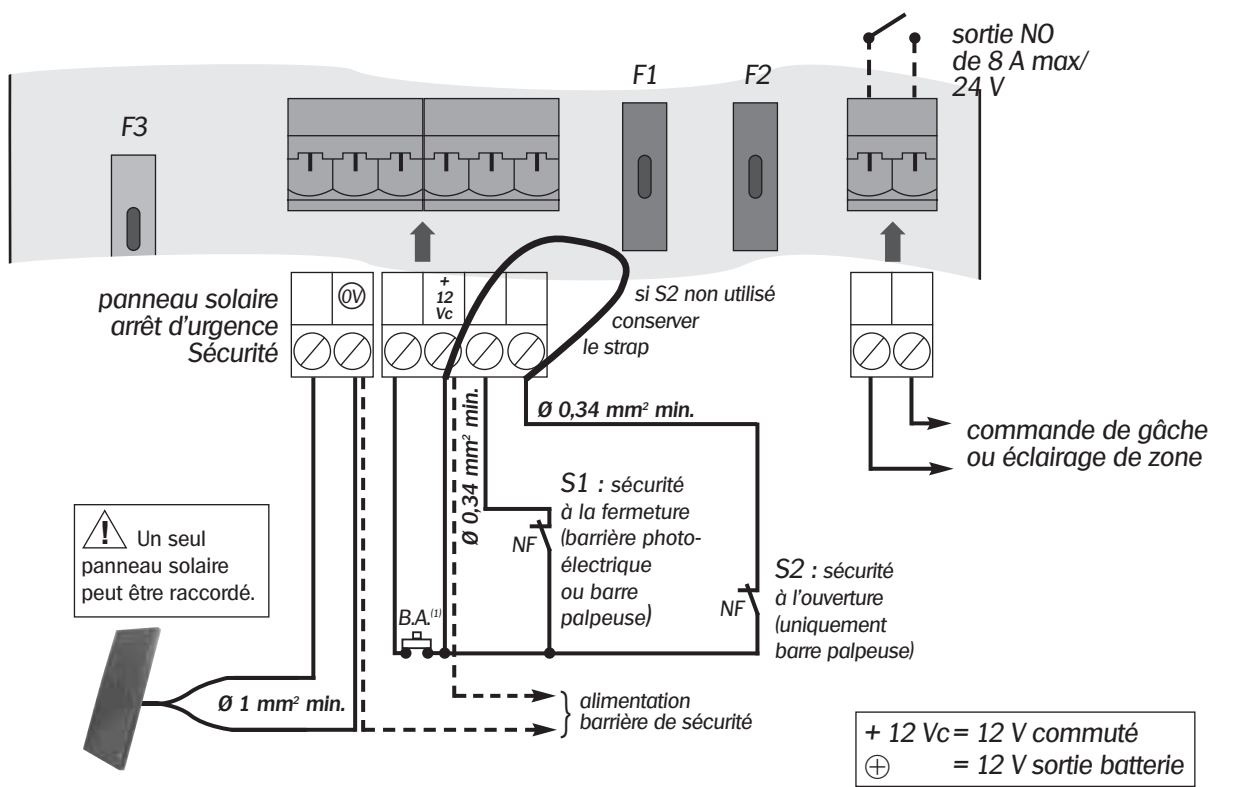 sortie NO
de 8 A max/
24 V
F1
F2
F3
panneau solaire
arrêt d'urgence
Sécurité
0V
+
12
Vc
si S2 non utilisé
conserver
le strap
Ø 0,34 mm² min.
Ø 0,34 mm² min.
commande de gâche
ou éclairage de zone
S1 : sécurité
à la fermeture
(barrière photo-
électrique
ou barre
palpeuse)
NF
S2 : sécurité
à l'ouverture
(uniquement
barre palpeuse)
NF
! Un seul
panneau solaire
peut être raccordé.
B.A.(1)
Ø 1 mm² min.
alimentation
barrière de sécurité
+ 12 Vc = 12 V commuté
⊕ = 12 V sortie batterie